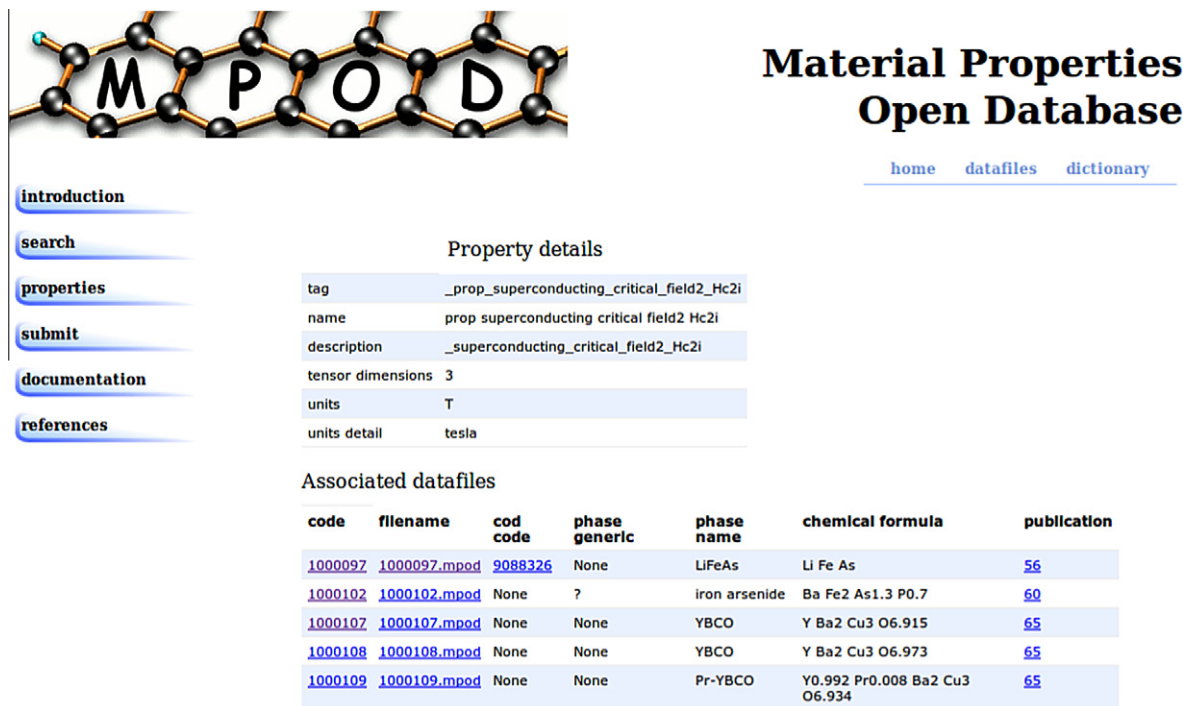 M P O D
Material Properties
Open Database
home datafiles dictionary
introduction
search
properties
submit
documentation
references
Property details
tag _prop_superconducting_critical_field2_Hc2i
name prop superconducting critical field2 Hc2i
description _superconducting_critical_field2_Hc2i
tensor dimensions 3
units T
units detail tesla
Associated datafiles
code filename cod code phase generic phase name chemical formula publication
1000097 1000097.mpod 9088326 None LiFeAs Li Fe As 56
1000102 1000102.mpod None ? iron arsenide Ba Fe2 As1.3 P0.7 60
1000107 1000107.mpod None None YBCO Y Ba2 Cu3 O6.915 65
1000108 1000108.mpod None None YBCO Y Ba2 Cu3 O6.973 65
1000109 1000109.mpod None None Pr-YBCO Y0.992 Pr0.008 Ba2 Cu3 65
O6.934